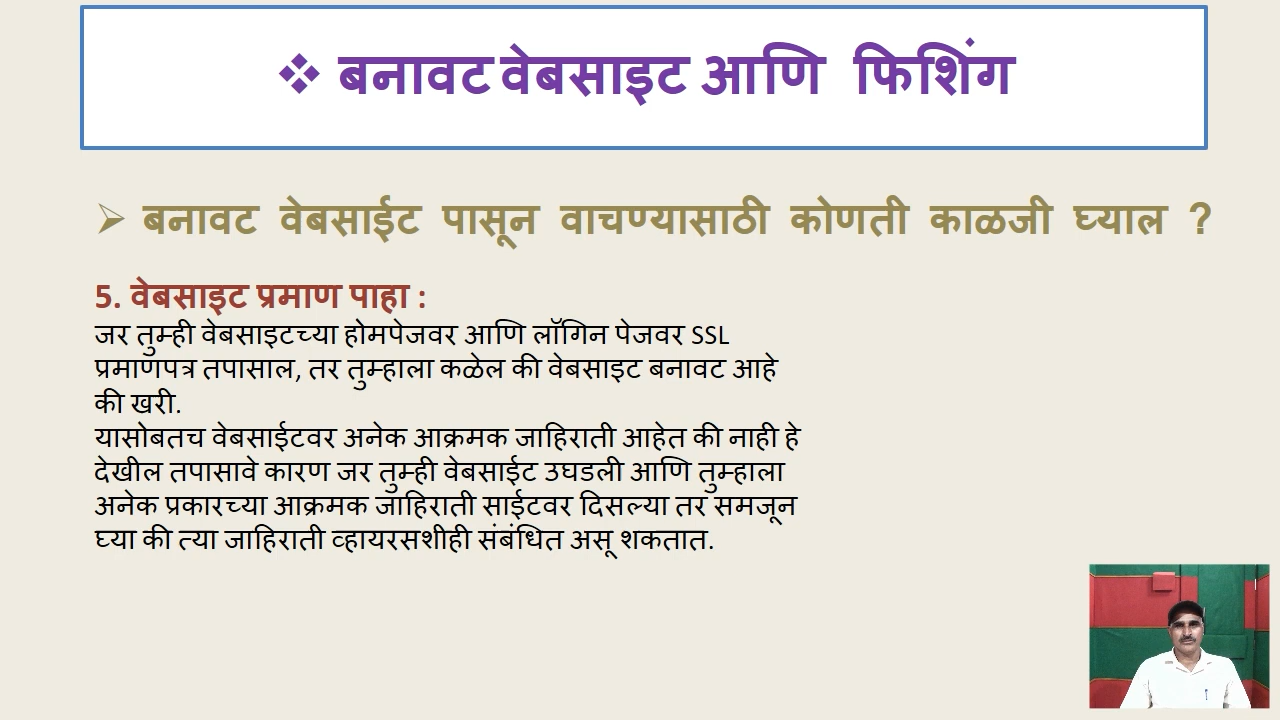 ❖ बनावट वेबसाइट आणि फिशिंग
➢ बनावट वेबसाईट पासून वाचण्यासाठी कोणती काळजी घ्याल ?
5. वेबसाइट प्रमाण पाहा :
जर तुम्ही वेबसाइटच्या होमपेजवर आणि लॉगिन पेजवर SSL
प्रमाणपत्र तपासाल, तर तुम्हाला कळेल की वेबसाइट बनावट आहे
की खरी.
यासोबतच वेबसाईटवर अनेक आक्रमक जाहिराती आहेत की नाही हे
देखील तपासावे कारण जर तुम्ही वेबसाईट उघडली आणि तुम्हाला
अनेक प्रकारच्या आक्रमक जाहिराती साईटवर दिसल्या तर समजून
घ्या की त्या जाहिराती व्हायरसशीही संबंधित असू शकतात.